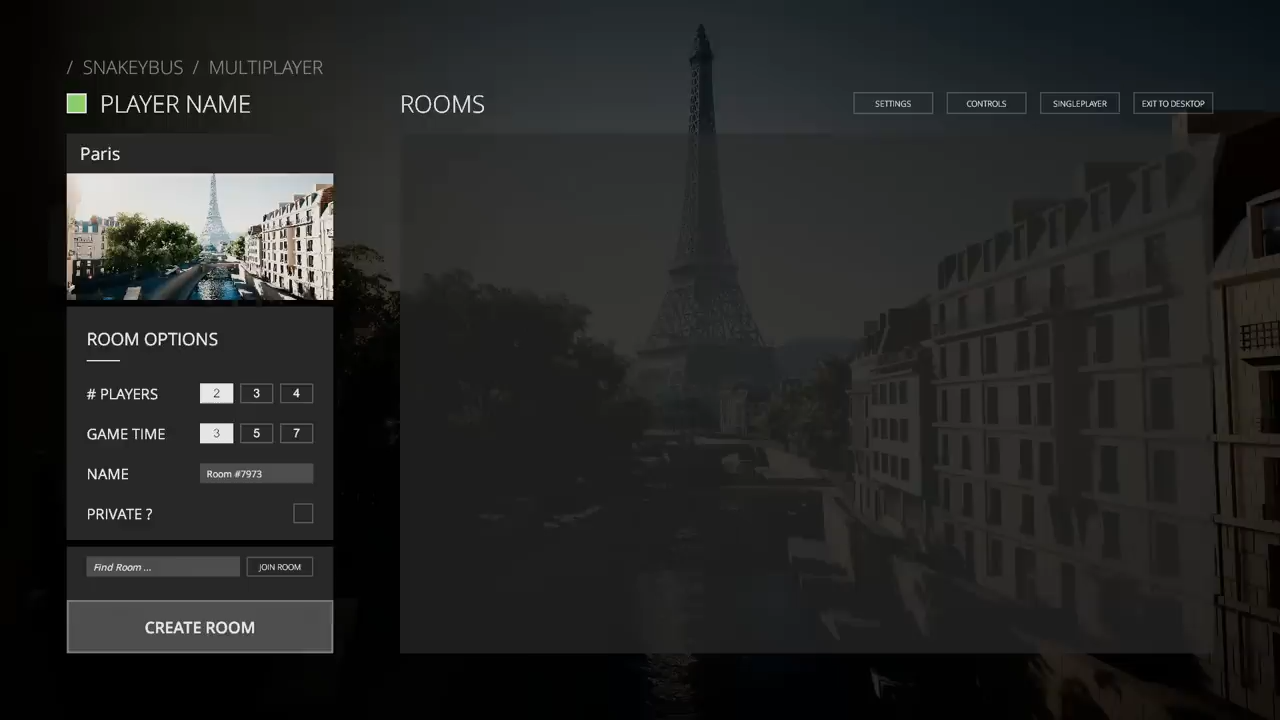 / SNAKEYBUS / MULTIPLAYER
PLAYER NAME
ROOMS
SETTINGS
CONTROLS
SINGLEPLAYER
EXIT TO DESKTOP
Paris
ROOM OPTIONS
# PLAYERS 2 3 4
GAME TIME 3 5 7
NAME Room #7973
PRIVATE ?
Find Room ... JOIN ROOM
CREATE ROOM